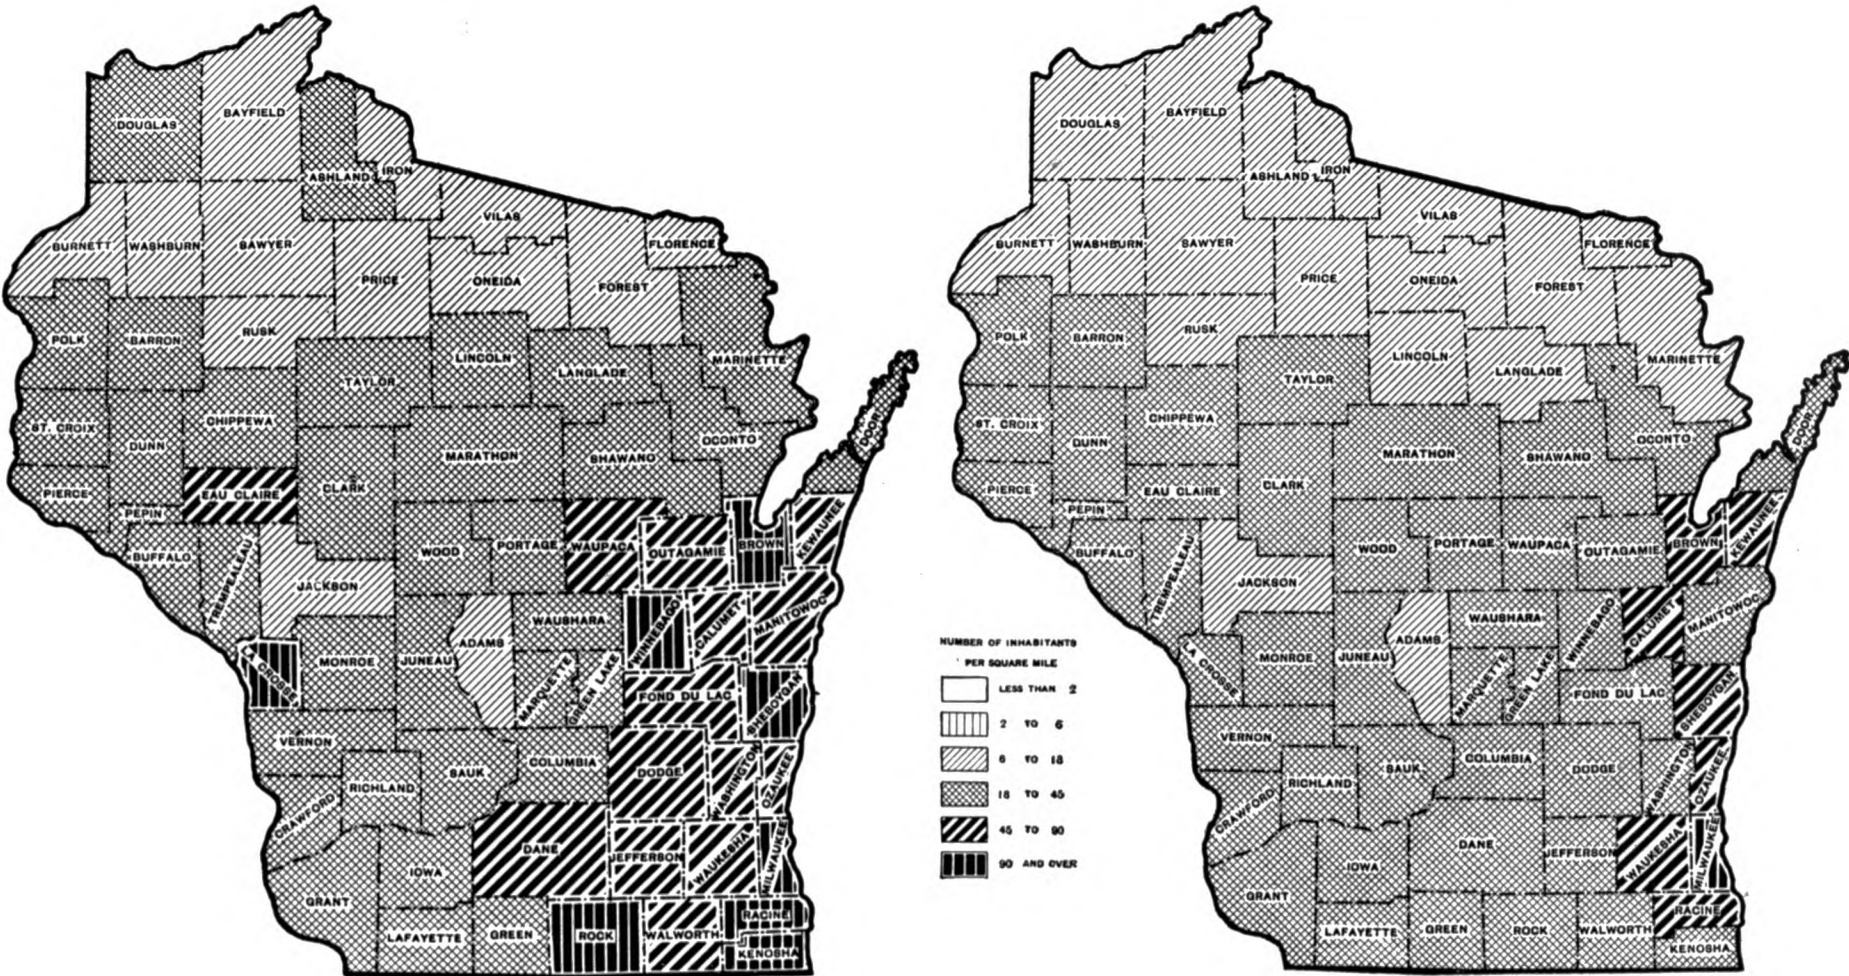 BAYFIELD
DOUGLAS
ASHLAND
IRON
VILAS
BURNETT
WASHBURN
SAWYER
FLORENCE
PRICE
ONEIDA
FOREST
RUSK
POLK
BARRON
LINCOLN
MARINETTE
LANGLADE
TAYLOR
CHIPPEWA
ST. CROIX
DUNN
DOOR
OCONTO
MARATHON
SHAWANO
CLARK
PIERCE
EAU CLAIRE
PEPIN
BUFFALO
TREMPEALEAU
WOOD
PORTAGE
WAUPACA
OUTAGAMIE
BROWN
KEWAUNEE
JACKSON
WAUSHARA
WINNEBAGO
CALUMET
MANITOWOC
ADAMS
LA CROSSE
MONROE
JUNEAU
MARQUETTE
GREEN LAKE
FOND DU LAC
SHEBOYGAN
VERNON
SAUK
COLUMBIA
DODGE
WASHINGTON
OZAUKEE
RICHLAND
CRAWFORD
DANE
JEFFERSON
WAUKESHA
MILWAUKEE
IOWA
GRANT
LAFAYETTE
GREEN
ROCK
WALWORTH
RACINE
KENOSHA
NUMBER OF INHABITANTS
PER SQUARE MILE
LESS THAN 2
2 TO 6
6 TO 18
18 TO 45
45 TO 90
90 AND OVER
BAYFIELD
DOUGLAS
ASHLAND
IRON
VILAS
BURNETT
WASHBURN
SAWYER
FLORENCE
PRICE
ONEIDA
FOREST
RUSK
POLK
BARRON
LINCOLN
MARINETTE
LANGLADE
TAYLOR
CHIPPEWA
ST. CROIX
DUNN
DOOR
OCONTO
MARATHON
SHAWANO
CLARK
PIERCE
EAU CLAIRE
PEPIN
BUFFALO
TREMPEALEAU
WOOD
PORTAGE
WAUPACA
OUTAGAMIE
BROWN
KEWAUNEE
JACKSON
WAUSHARA
WINNEBAGO
CALUMET
MANITOWOC
ADAMS
LA CROSSE
MONROE
JUNEAU
MARQUETTE
GREEN LAKE
FOND DU LAC
SHEBOYGAN
VERNON
SAUK
COLUMBIA
DODGE
WASHINGTON
OZAUKEE
RICHLAND
CRAWFORD
DANE
JEFFERSON
WAUKESHA
MILWAUKEE
IOWA
GRANT
LAFAYETTE
GREEN
ROCK
WALWORTH
RACINE
KENOSHA